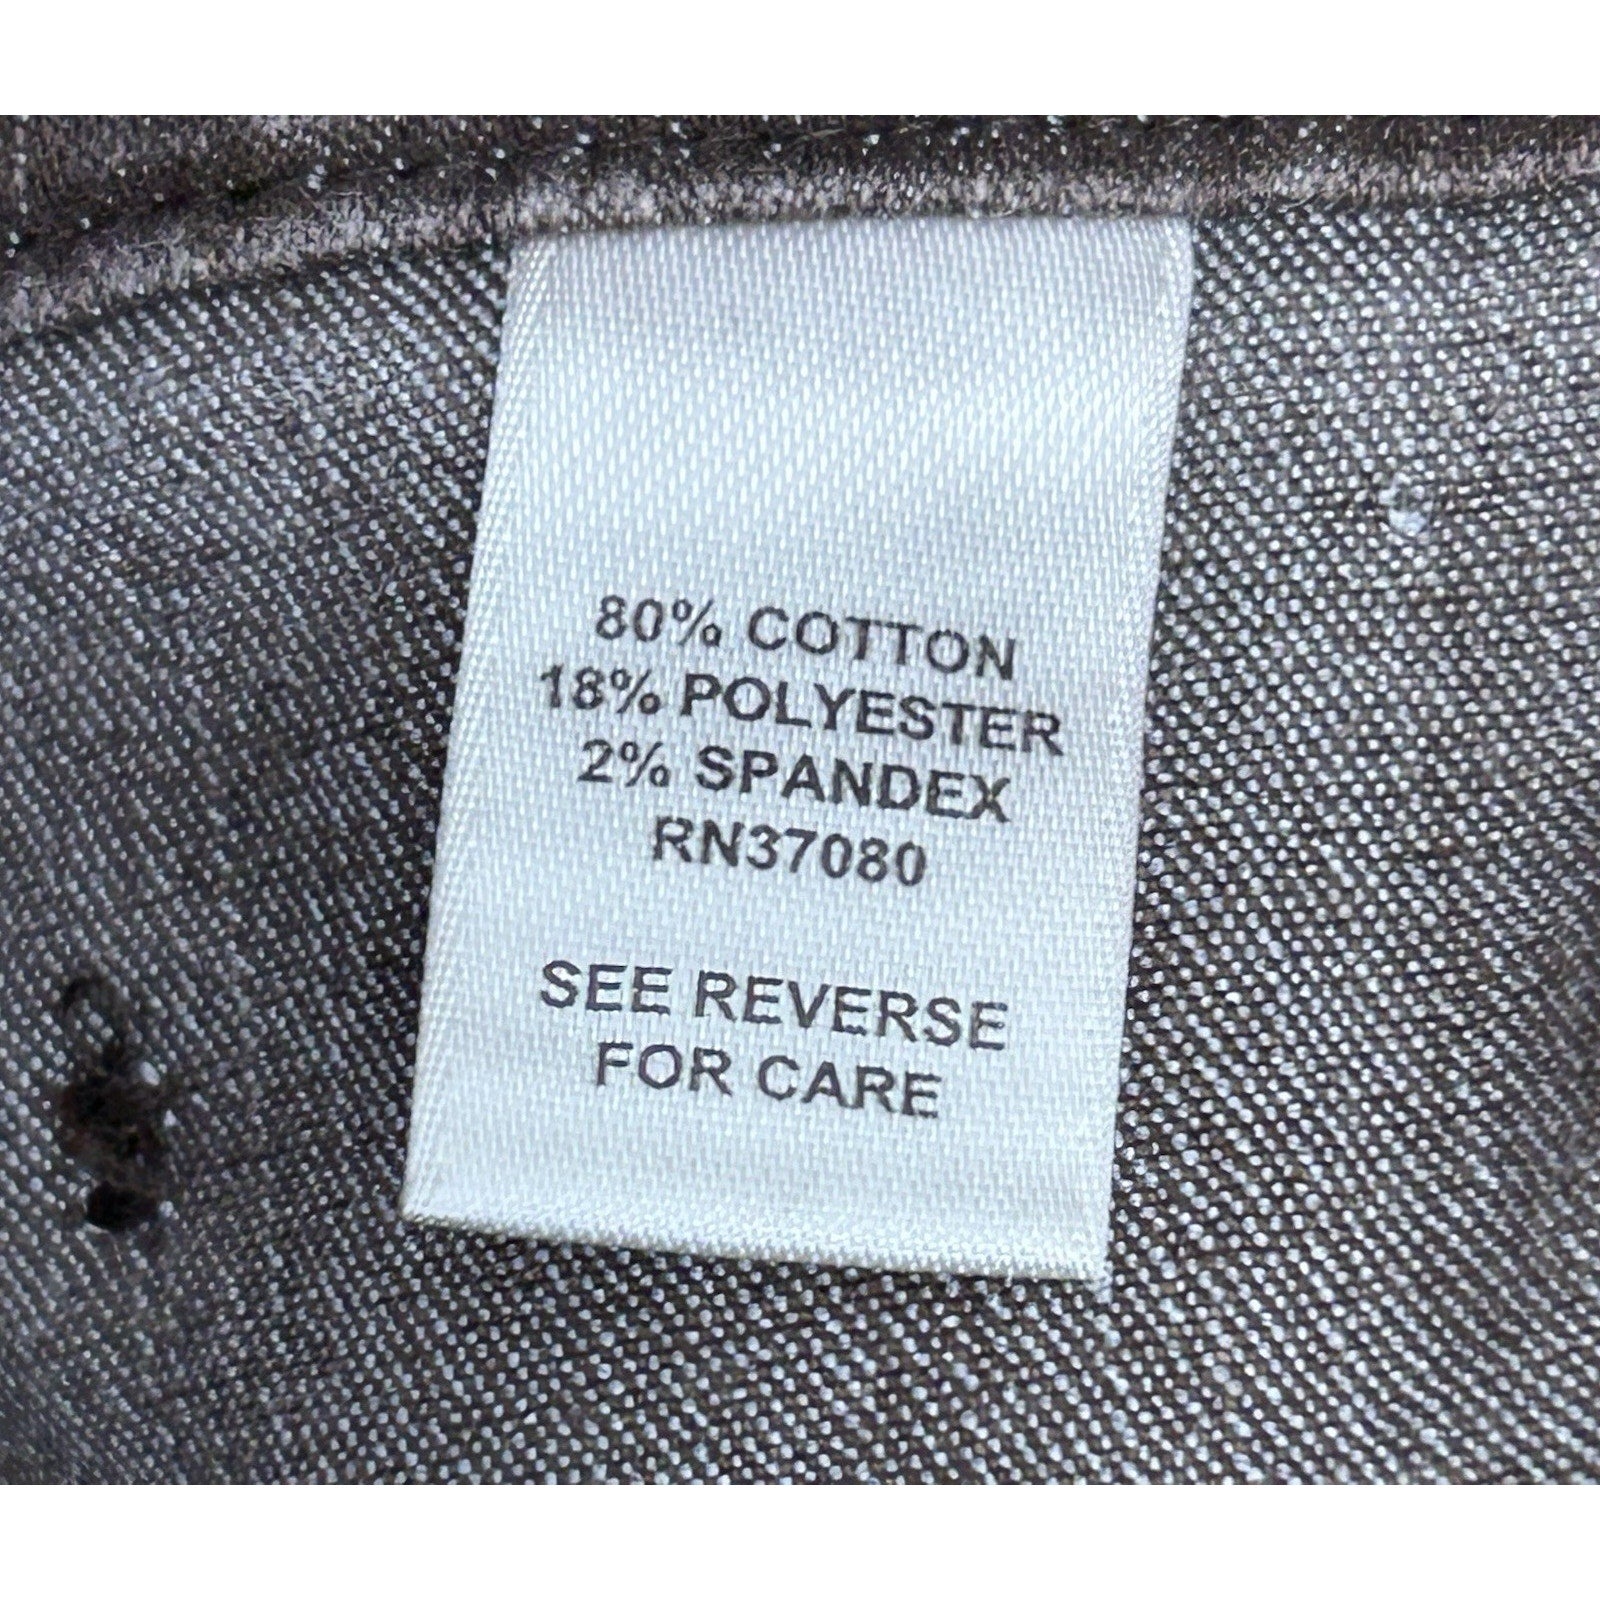 80% COTTON
18% POLYESTER
2% SPANDEX
RN37080
SEE REVERSE
FOR CARE